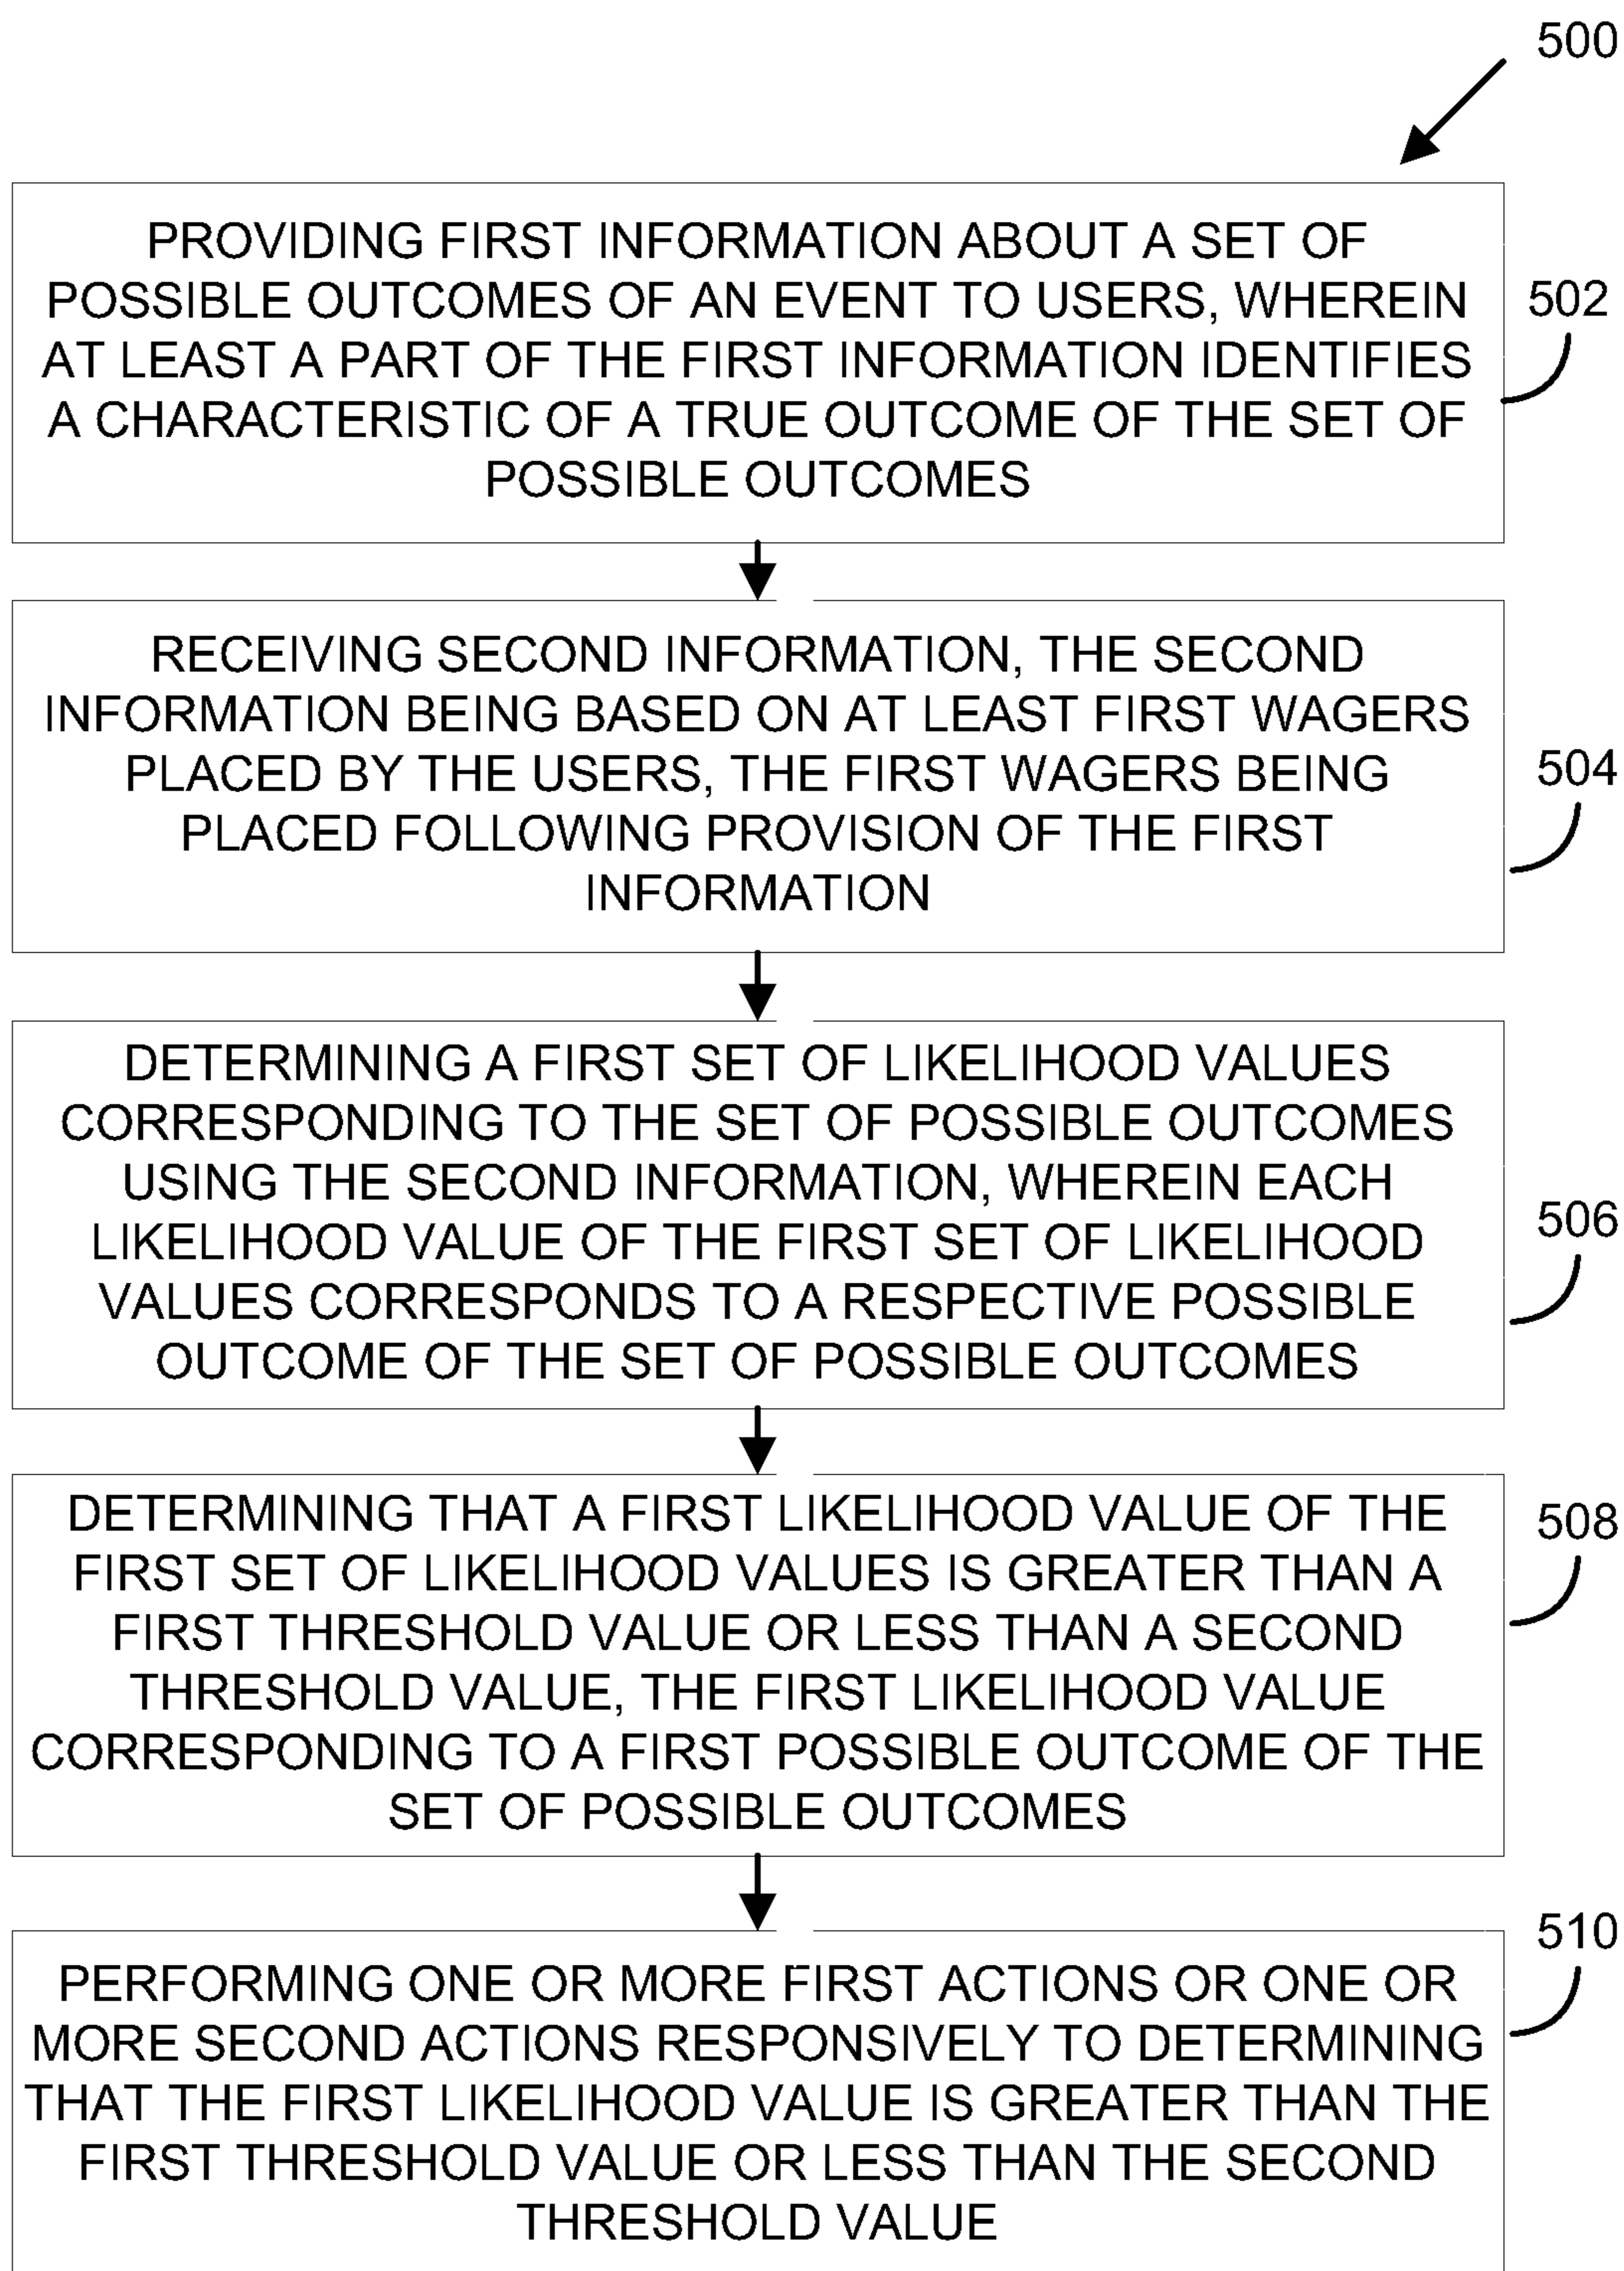 500
PROVIDING FIRST INFORMATION ABOUT A SET OF
POSSIBLE OUTCOMES OF AN EVENT TO USERS, WHEREIN
AT LEAST A PART OF THE FIRST INFORMATION IDENTIFIES
A CHARACTERISTIC OF A TRUE OUTCOME OF THE SET OF
POSSIBLE OUTCOMES
502
RECEIVING SECOND INFORMATION, THE SECOND
INFORMATION BEING BASED ON AT LEAST FIRST WAGERS
PLACED BY THE USERS, THE FIRST WAGERS BEING
PLACED FOLLOWING PROVISION OF THE FIRST
INFORMATION
504
DETERMINING A FIRST SET OF LIKELIHOOD VALUES
CORRESPONDING TO THE SET OF POSSIBLE OUTCOMES
USING THE SECOND INFORMATION, WHEREIN EACH
LIKELIHOOD VALUE OF THE FIRST SET OF LIKELIHOOD
VALUES CORRESPONDS TO A RESPECTIVE POSSIBLE
OUTCOME OF THE SET OF POSSIBLE OUTCOMES
506
DETERMINING THAT A FIRST LIKELIHOOD VALUE OF THE
FIRST SET OF LIKELIHOOD VALUES IS GREATER THAN A
FIRST THRESHOLD VALUE OR LESS THAN A SECOND
THRESHOLD VALUE, THE FIRST LIKELIHOOD VALUE
CORRESPONDING TO A FIRST POSSIBLE OUTCOME OF THE
SET OF POSSIBLE OUTCOMES
508
PERFORMING ONE OR MORE FIRST ACTIONS OR ONE OR
MORE SECOND ACTIONS RESPONSIVELY TO DETERMINING
THAT THE FIRST LIKELIHOOD VALUE IS GREATER THAN THE
FIRST THRESHOLD VALUE OR LESS THAN THE SECOND
THRESHOLD VALUE
510